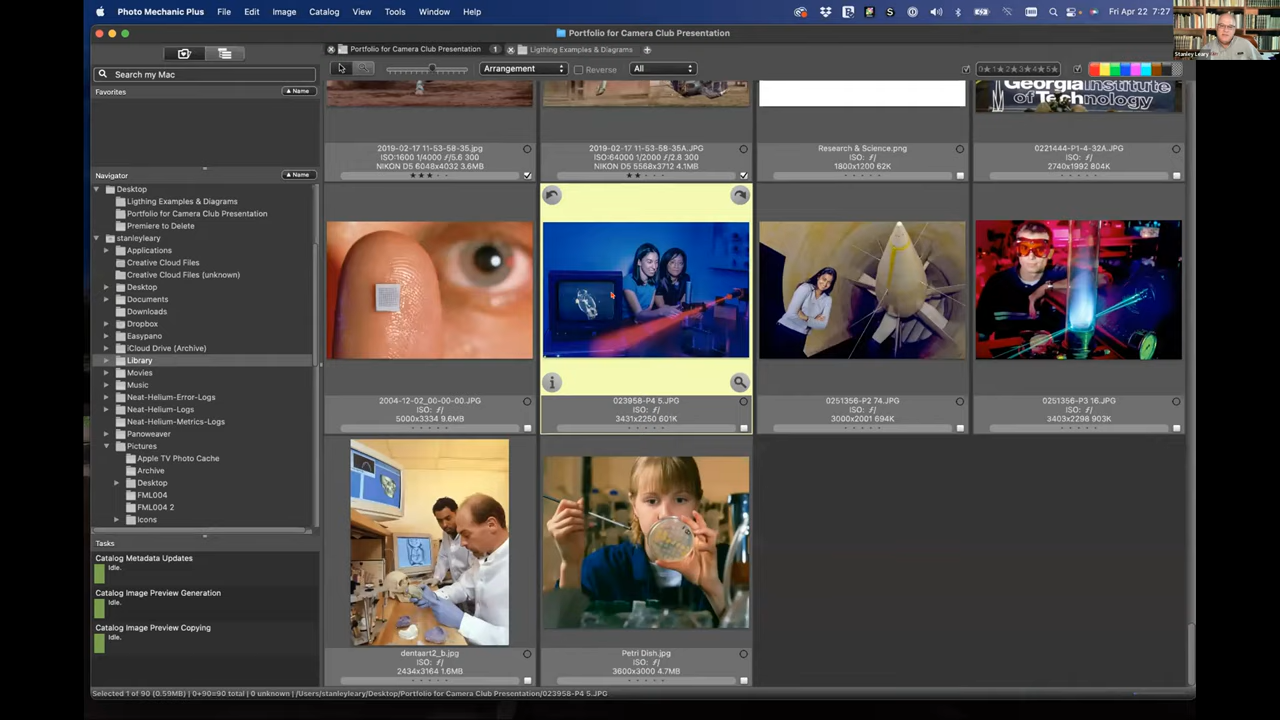 Photo Mechanic Plus File Edit Image Catalog View Tools Window Help
Fri Apr 22 7:27
Portfolio for Camera Club Presentation
Stanley Leary
Portfolio for Camera Club Presentation 1 Ligthing Examples & Diagrams
Search my Mac
Arrangement Reverse All
Favorites Name
Navigator Name
Desktop
Ligthing Examples & Diagrams
Portfolio for Camera Club Presentation
Premiere to Delete
stanleyleary
Applications
Creative Cloud Files
Creative Cloud Files (unknown)
Desktop
Documents
Downloads
Dropbox
Easypano
iCloud Drive (Archive)
Library
Movies
Music
Neat-Helium-Error-Logs
Neat-Helium-Logs
Neat-Helium-Metrics-Logs
Panoweaver
Pictures
Apple TV Photo Cache
Archive
Desktop
FML004
FML004 2
Icons
Tasks
Catalog Metadata Updates
Idle.
Catalog Image Preview Generation
Idle.
Catalog Image Preview Copying
Idle.
Georgia Institute
of Technology
2019-02-17 11-53-58-35.jpg
ISO:1600 1/4000 ƒ/5.6 300
NIKON D5 6048x4032 3.6MB
2019-02-17 11-53-58-35A.JPG
ISO:64000 1/2000 ƒ/2.8 300
NIKON D5 5568x3712 4.1MB
Research & Science.png
ISO: ƒ/
1800x1200 62K
0221444-P1-4-32A.JPG
ISO: ƒ/
2740x1992 804K
2004-12-02_00-00-00.JPG
ISO: ƒ/
5000x3334 9.6MB
023958-P4 5.JPG
ISO: ƒ/
3431x2250 601K
0251356-P2 74.JPG
ISO: ƒ/
3000x2001 694K
0251356-P3 16.JPG
ISO: ƒ/
3403x2298 903K
dentaart2_b.jpg
ISO: ƒ/
2434x3164 1.6MB
Petri Dish.jpg
ISO: ƒ/
3600x3000 4.7MB
Selected 1 of 90 (0.59MB) | 0+90=90 total | 0 unknown | /Users/stanleyleary/Desktop/Portfolio for Camera Club Presentation/023958-P4 5.JPG